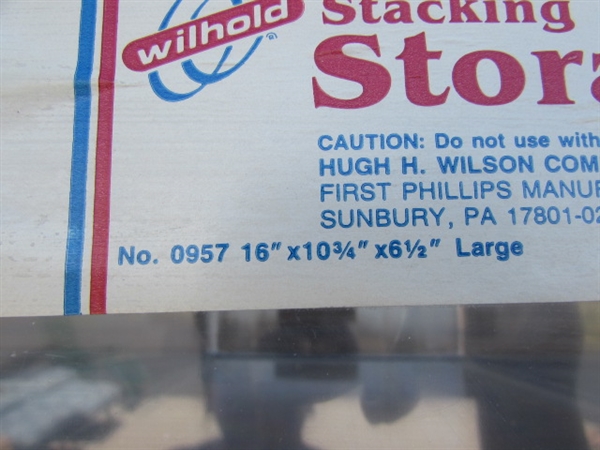 wilhold ®
Stacking
Stora
CAUTION: Do not use with
HUGH H. WILSON COM
FIRST PHILLIPS MANU
SUNBURY, PA 17801-02
No. 0957 16" x10¾" x6½" Large